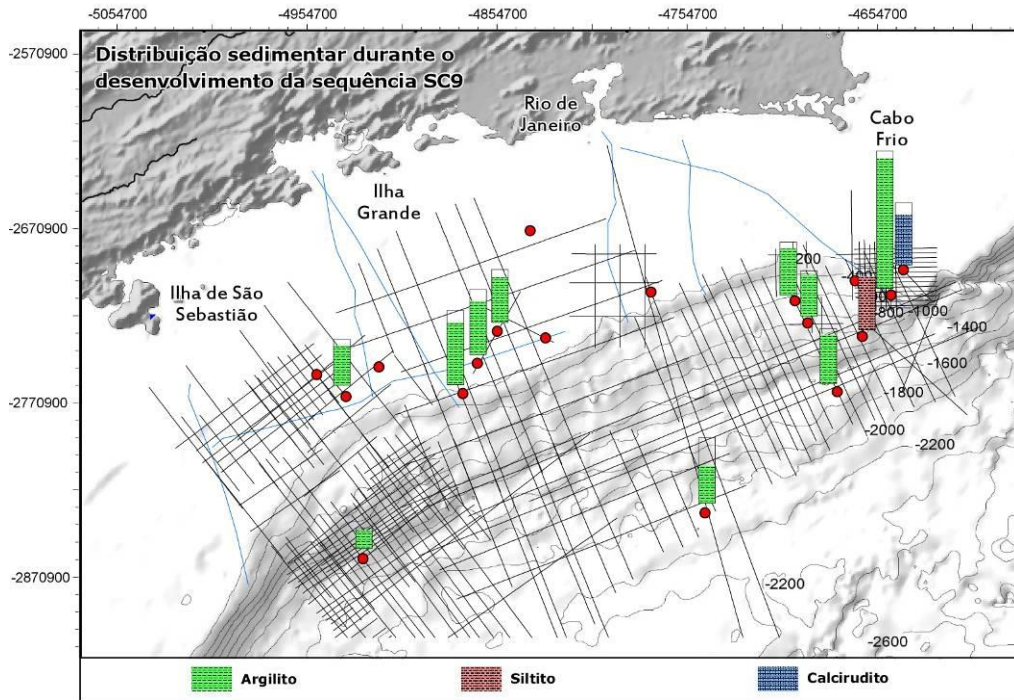 -5054700 -4954700 -4854700 -4754700 -4654700
-2570900
Distribuição sedimentar durante o
desenvolvimento da sequência SC9
Rio de
Janeiro
Cabo
Frio
Ilha
Grande
-2670900
200
Ilha de São
Sebastião
800
-1000
-1400
-1600
-1800
-2770900
-2000
-2200
-2870900
-2200
-2600
Argilito Siltito Calcirudito